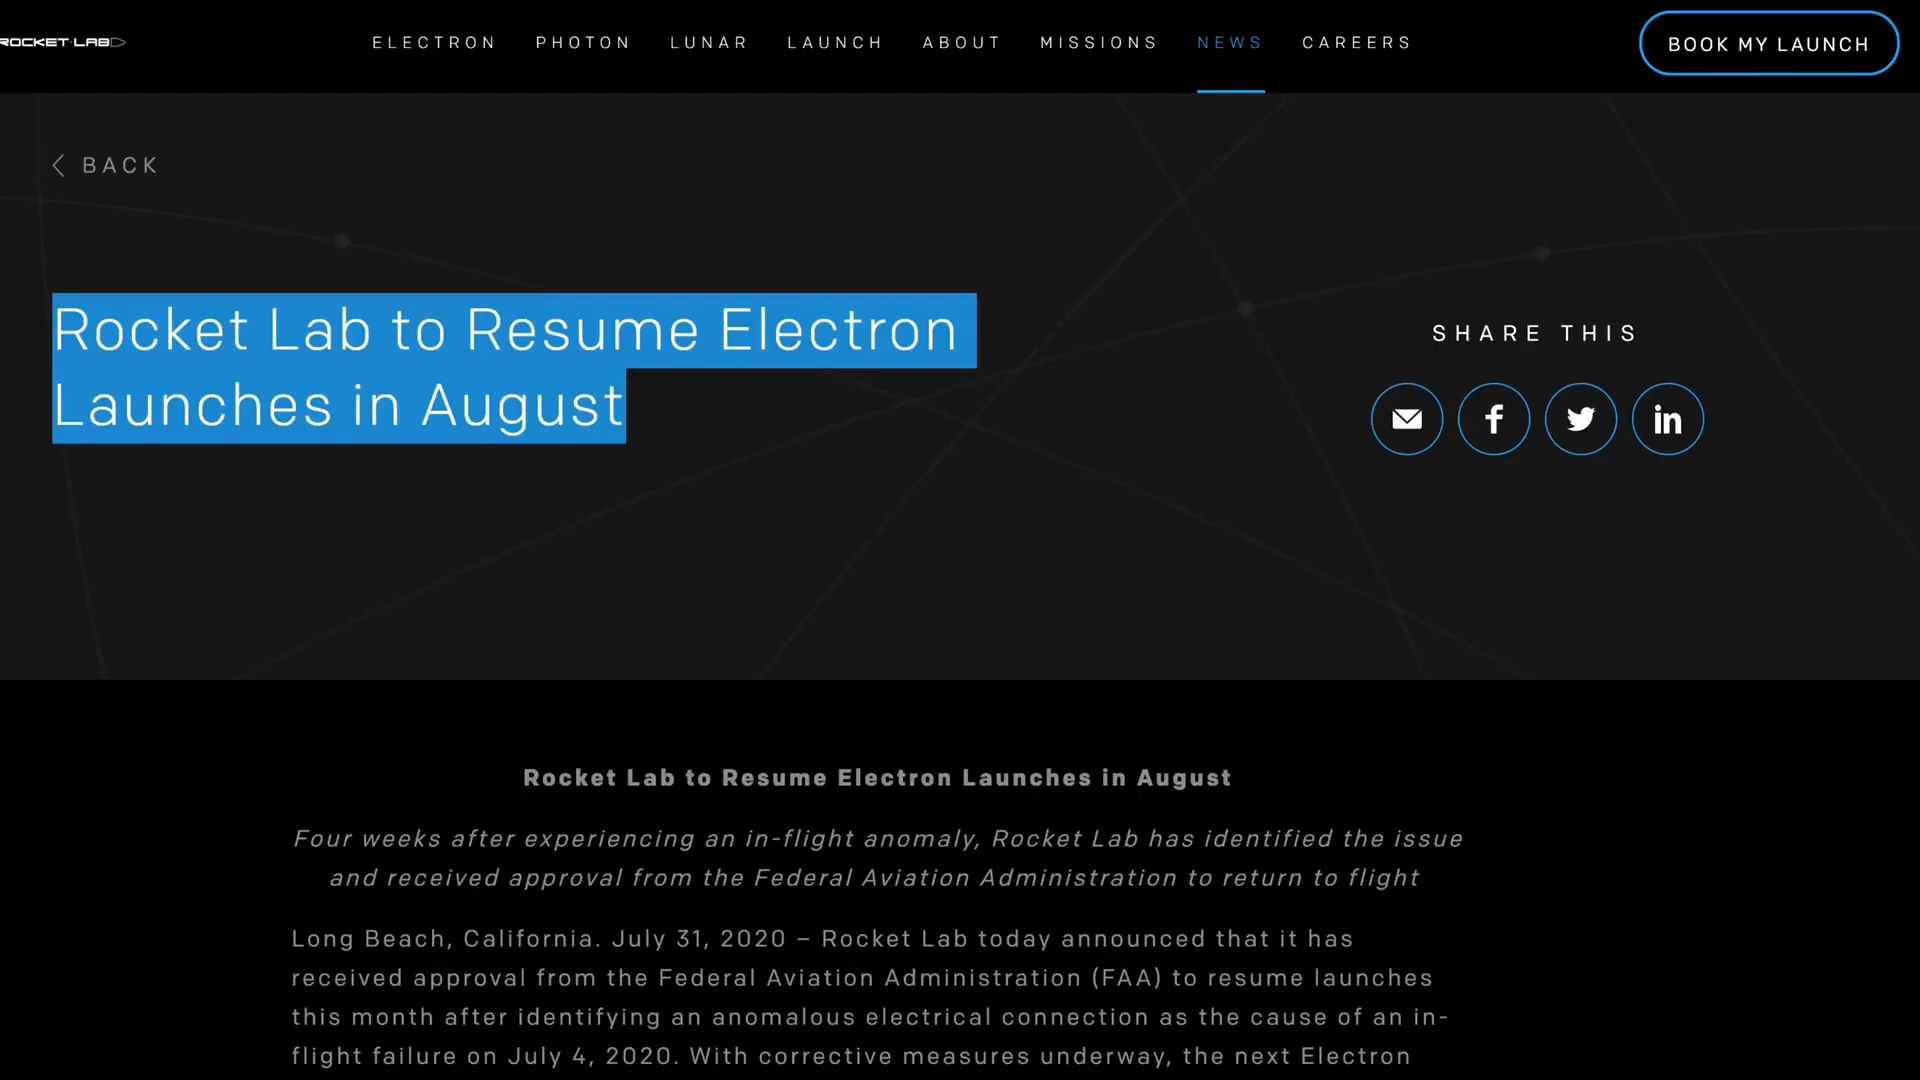 ROCKET LAB
ELECTRON PHOTON LUNAR LAUNCH ABOUT MISSIONS NEWS CAREERS
BOOK MY LAUNCH
BACK
Rocket Lab to Resume Electron
Launches in August
SHARE THIS
Rocket Lab to Resume Electron Launches in August
Four weeks after experiencing an in-flight anomaly, Rocket Lab has identified the issue
and received approval from the Federal Aviation Administration to return to flight
Long Beach, California. July 31, 2020 – Rocket Lab today announced that it has
received approval from the Federal Aviation Administration (FAA) to resume launches
this month after identifying an anomalous electrical connection as the cause of an in-
flight failure on July 4, 2020. With corrective measures underway, the next Electron